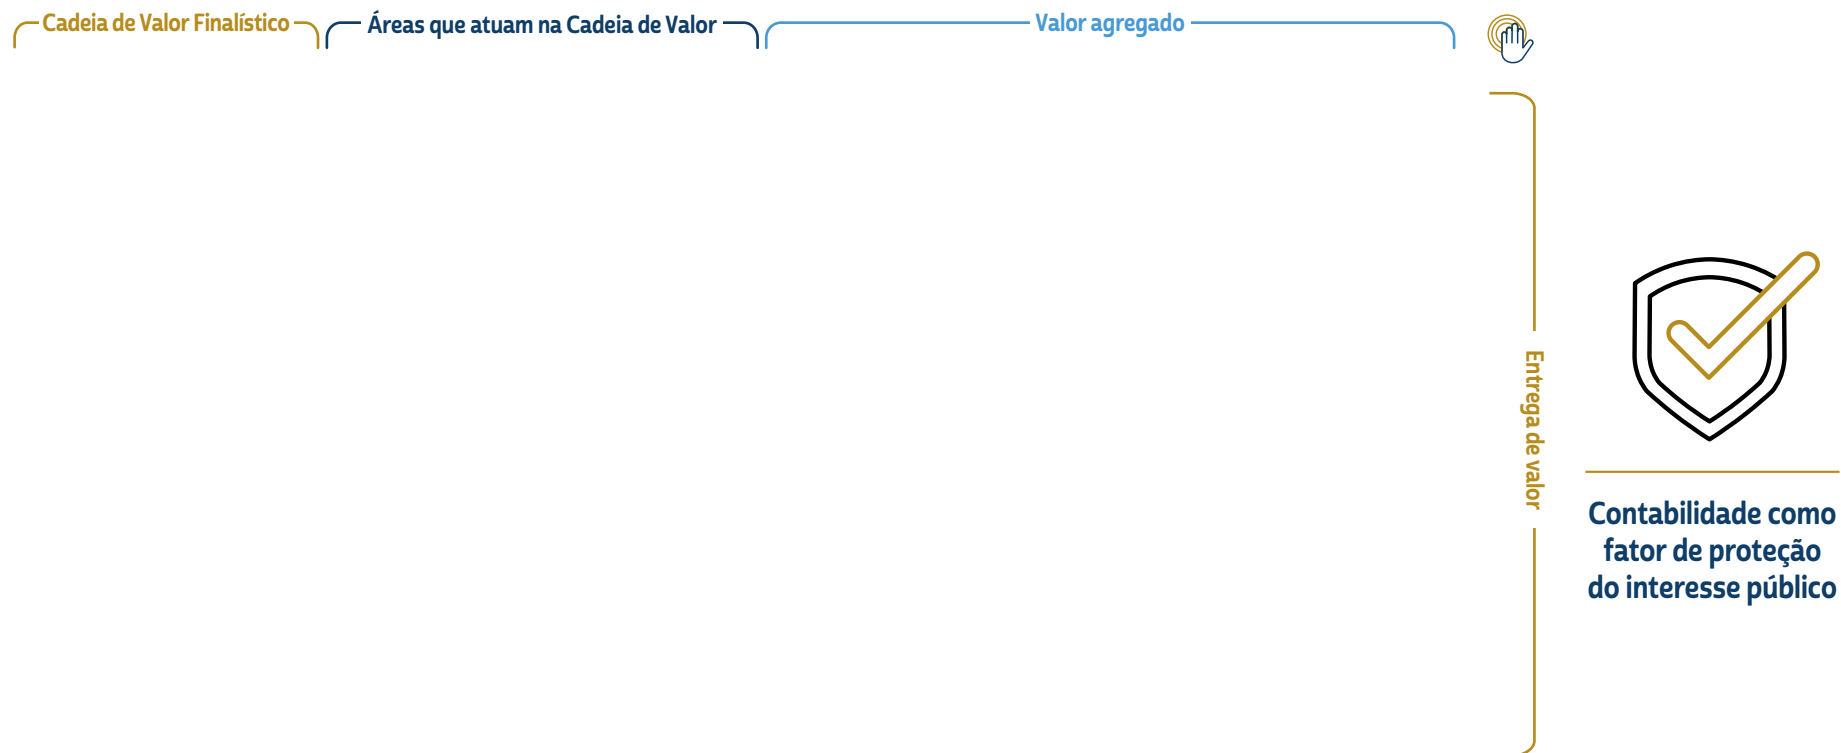 Cadeia de Valor Finalístico
Áreas que atuam na Cadeia de Valor
Valor agregado
Entrega de valor
Contabilidade como
fator de proteção
do interesse público